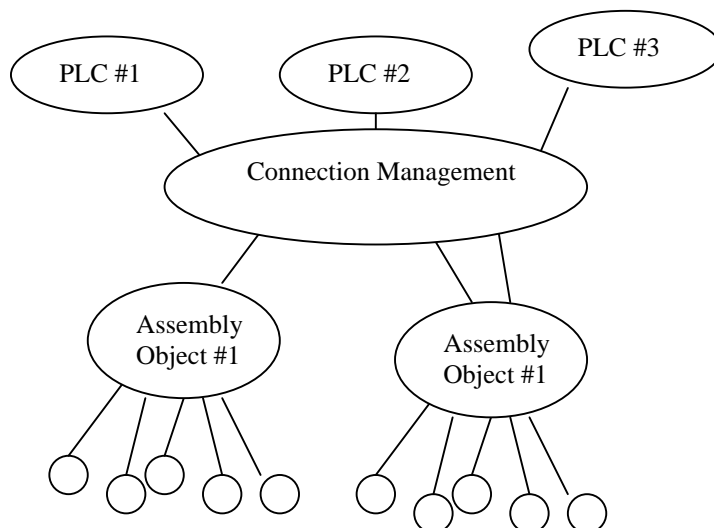 PLC #1
PLC #2
PLC #3
Connection Management
Assembly
Object #1
Assembly
Object #1